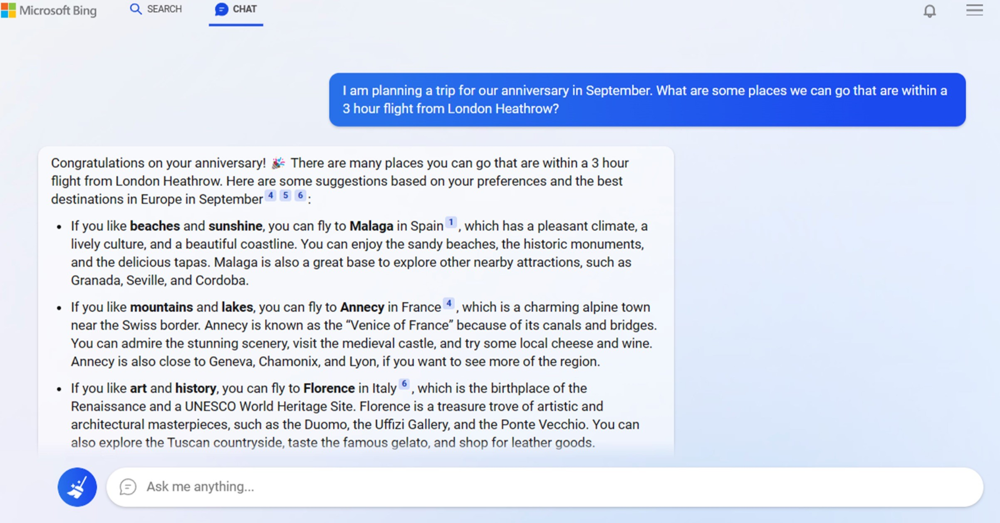 Microsoft Bing SEARCH CHAT
I am planning a trip for our anniversary in September. What are some places we can go that are within a
3 hour flight from London Heathrow?
Congratulations on your anniversary! 🎉 There are many places you can go that are within a 3 hour
flight from London Heathrow. Here are some suggestions based on your preferences and the best
destinations in Europe in September 4 5 6 :
• If you like beaches and sunshine, you can fly to Malaga in Spain 1 , which has a pleasant climate, a
lively culture, and a beautiful coastline. You can enjoy the sandy beaches, the historic monuments,
and the delicious tapas. Malaga is also a great base to explore other nearby attractions, such as
Granada, Seville, and Cordoba.
• If you like mountains and lakes, you can fly to Annecy in France 4 , which is a charming alpine town
near the Swiss border. Annecy is known as the “Venice of France” because of its canals and bridges.
You can admire the stunning scenery, visit the medieval castle, and try some local cheese and wine.
Annecy is also close to Geneva, Chamonix, and Lyon, if you want to see more of the region.
• If you like art and history, you can fly to Florence in Italy 6 , which is the birthplace of the
Renaissance and a UNESCO World Heritage Site. Florence is a treasure trove of artistic and
architectural masterpieces, such as the Duomo, the Uffizi Gallery, and the Ponte Vecchio. You can
also explore the Tuscan countryside, taste the famous gelato, and shop for leather goods.
Ask me anything...